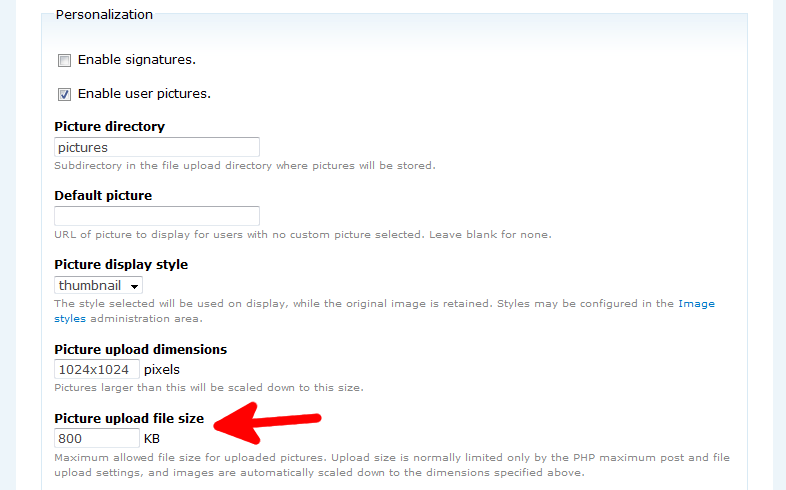 Personalization
Enable signatures.
Enable user pictures.
Picture directory
pictures
Subdirectory in the file upload directory where pictures will be stored.
Default picture
URL of picture to display for users with no custom picture selected. Leave blank for none.
Picture display style
thumbnail
The style selected will be used on display, while the original image is retained. Styles may be configured in the Image
styles administration area.
Picture upload dimensions
1024x1024 pixels
Pictures larger than this will be scaled down to this size.
Picture upload file size
800 KB
Maximum allowed file size for uploaded pictures. Upload size is normally limited only by the PHP maximum post and file
upload settings, and images are automatically scaled down to the dimensions specified above.